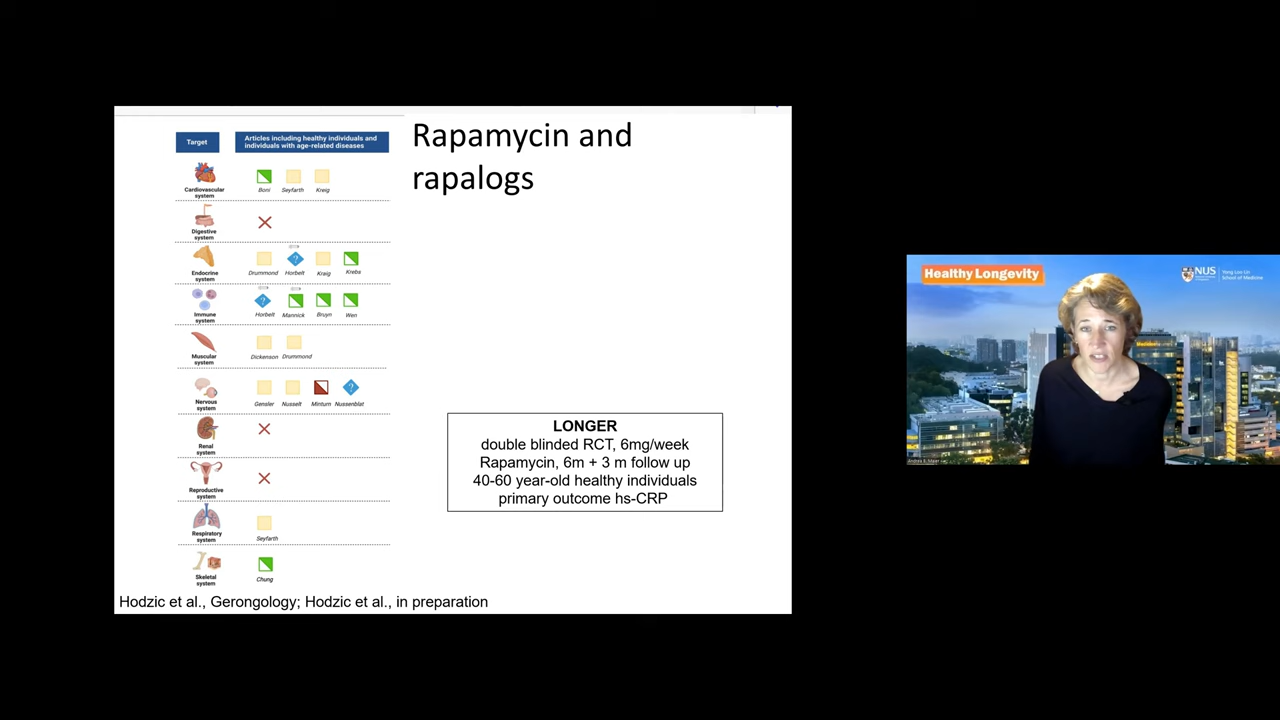 Target
Articles including healthy individuals and
individuals with age-related diseases
Rapamycin and
rapalogs
Cardiovascular
system
Boni
Seyfarth
Kreig
Digestive
system
Endocrine
system
Drummond
Horbelt
Kraig
Krebs
Immune
system
Horbelt
Mannick
Bruyn
Wen
Muscular
system
Dickenson
Drummond
Nervous
system
Gensler
Nusselt
Minturn
Nussenblat
Renal
system
Reproductive
system
Respiratory
system
Seyfarth
Skeletal
system
Chung
LONGER
double blinded RCT, 6mg/week
Rapamycin, 6m + 3 m follow up
40-60 year-old healthy individuals
primary outcome hs-CRP
Hodzic et al., Gerongology; Hodzic et al., in preparation
Healthy Longevity
NUS
Yong Loo Lin
School of Medicine